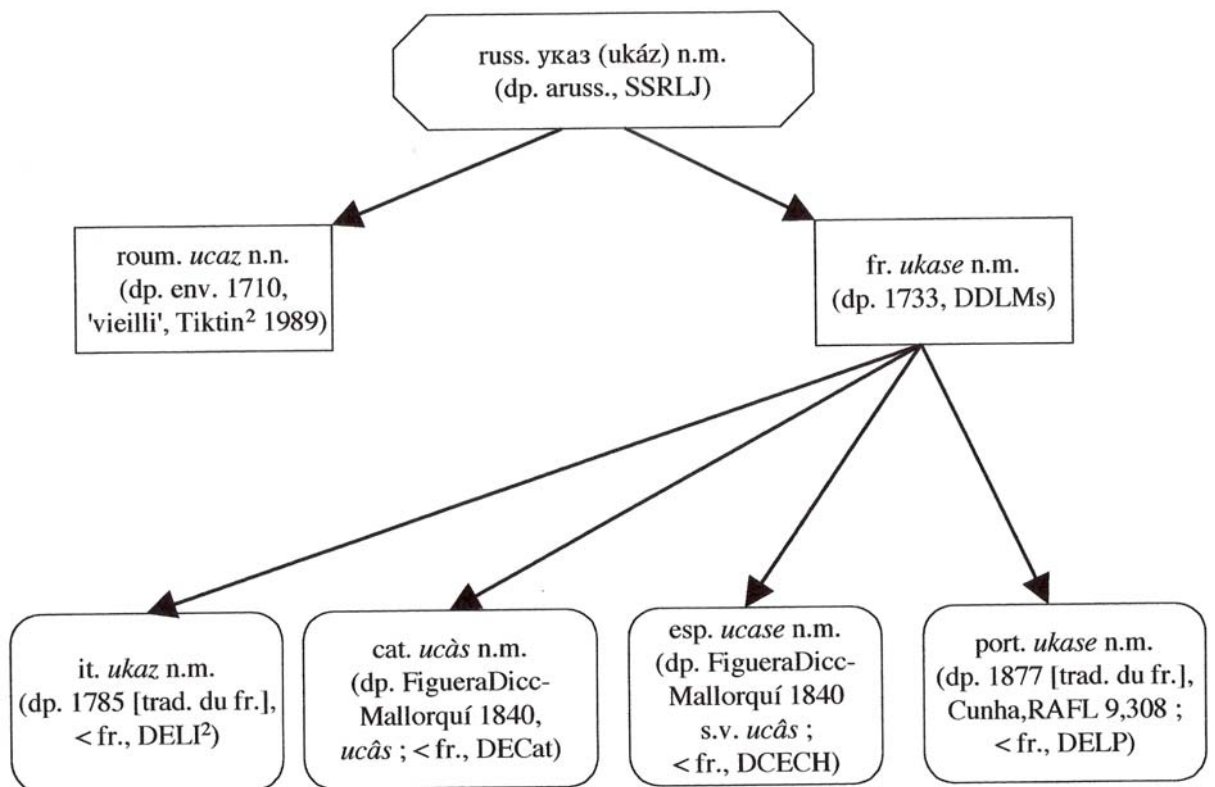 russ. указ (ukáz) n.m.
(dp. aruss., SSRLJ)
roum. ucaz n.n.
(dp. env. 1710,
'vieilli', Tiktin² 1989)
fr. ukase n.m.
(dp. 1733, DDLMs)
it. ukaz n.m.
(dp. 1785 [trad. du fr.],
< fr., DELI²)
cat. ucàs n.m.
(dp. FigueraDicc-
Mallorquí 1840,
ucâs ; < fr., DECat)
esp. ucase n.m.
(dp. FigueraDicc-
Mallorquí 1840
s.v. ucâs ;
< fr., DCECH)
port. ukase n.m.
(dp. 1877 [trad. du fr.],
Cunha,RAFL 9,308 ;
< fr., DELP)